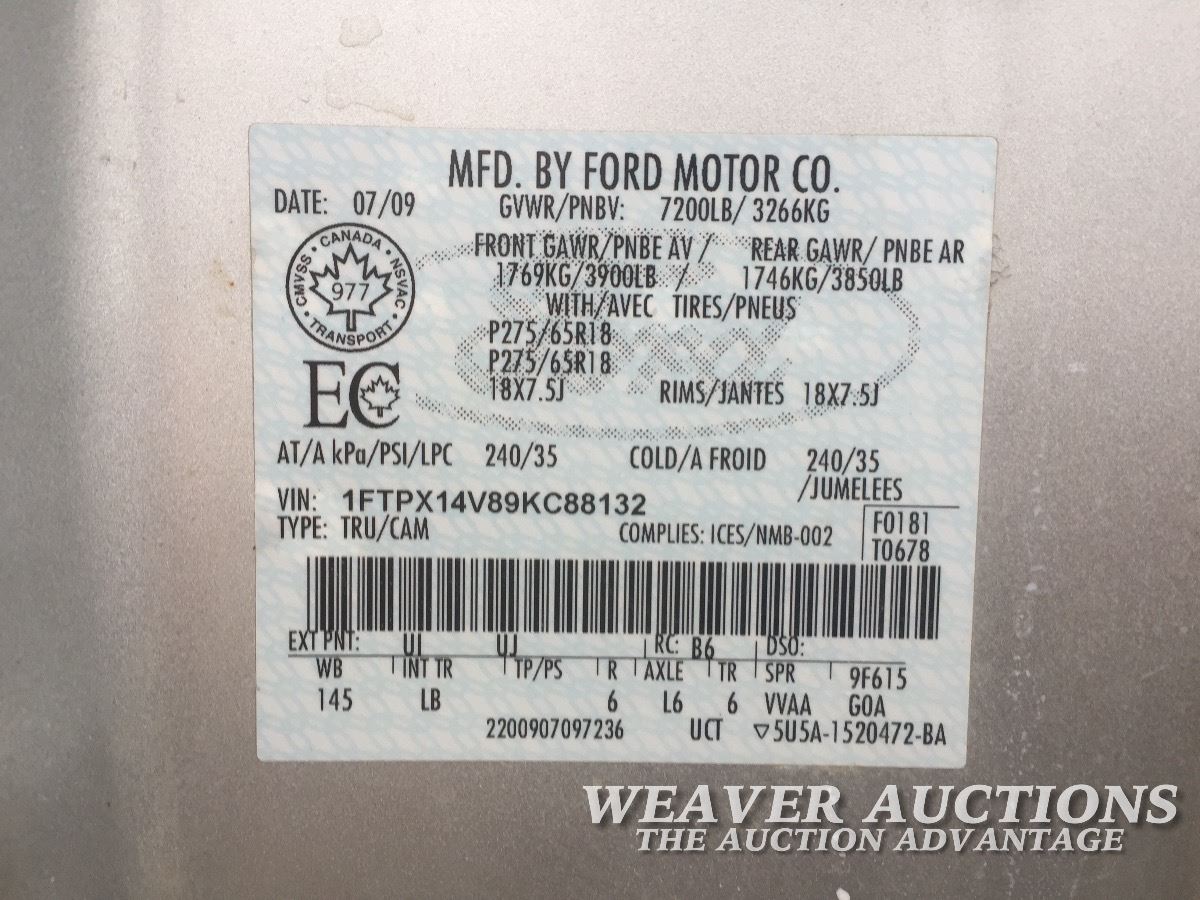 MFD. BY FORD MOTOR CO.
DATE: 07/09 GVWR/PNBV: 7200LB/ 3266KG
FRONT GAWR/PNBE AV / REAR GAWR/ PNBE AR
1769KG/3900LB / 1746KG/3850LB
WITH/AVEC TIRES/PNEUS
CANADA • NSVAC • TRANSPORT • CMVSS •
977
P275/65R18
P275/65R18
18X7.5J RIMS/JANTES 18X7.5J
EC
AT/A kPa/PSI/LPC 240/35 COLD/A FROID 240/35
/JUMELEES
VIN: 1FTPX14V89KC88132
TYPE: TRU/CAM COMPLIES: ICES/NMB-002
F0181
T0678
EXT PNT: UI UJ RC: B6 DSO:
WB INT TR TP/PS R AXLE TR SPR 9F615
145 LB 6 L6 6 VVAA GOA
2200907097236 UCT ▽5U5A-1520472-BA
WEAVER AUCTIONS
THE AUCTION ADVANTAGE